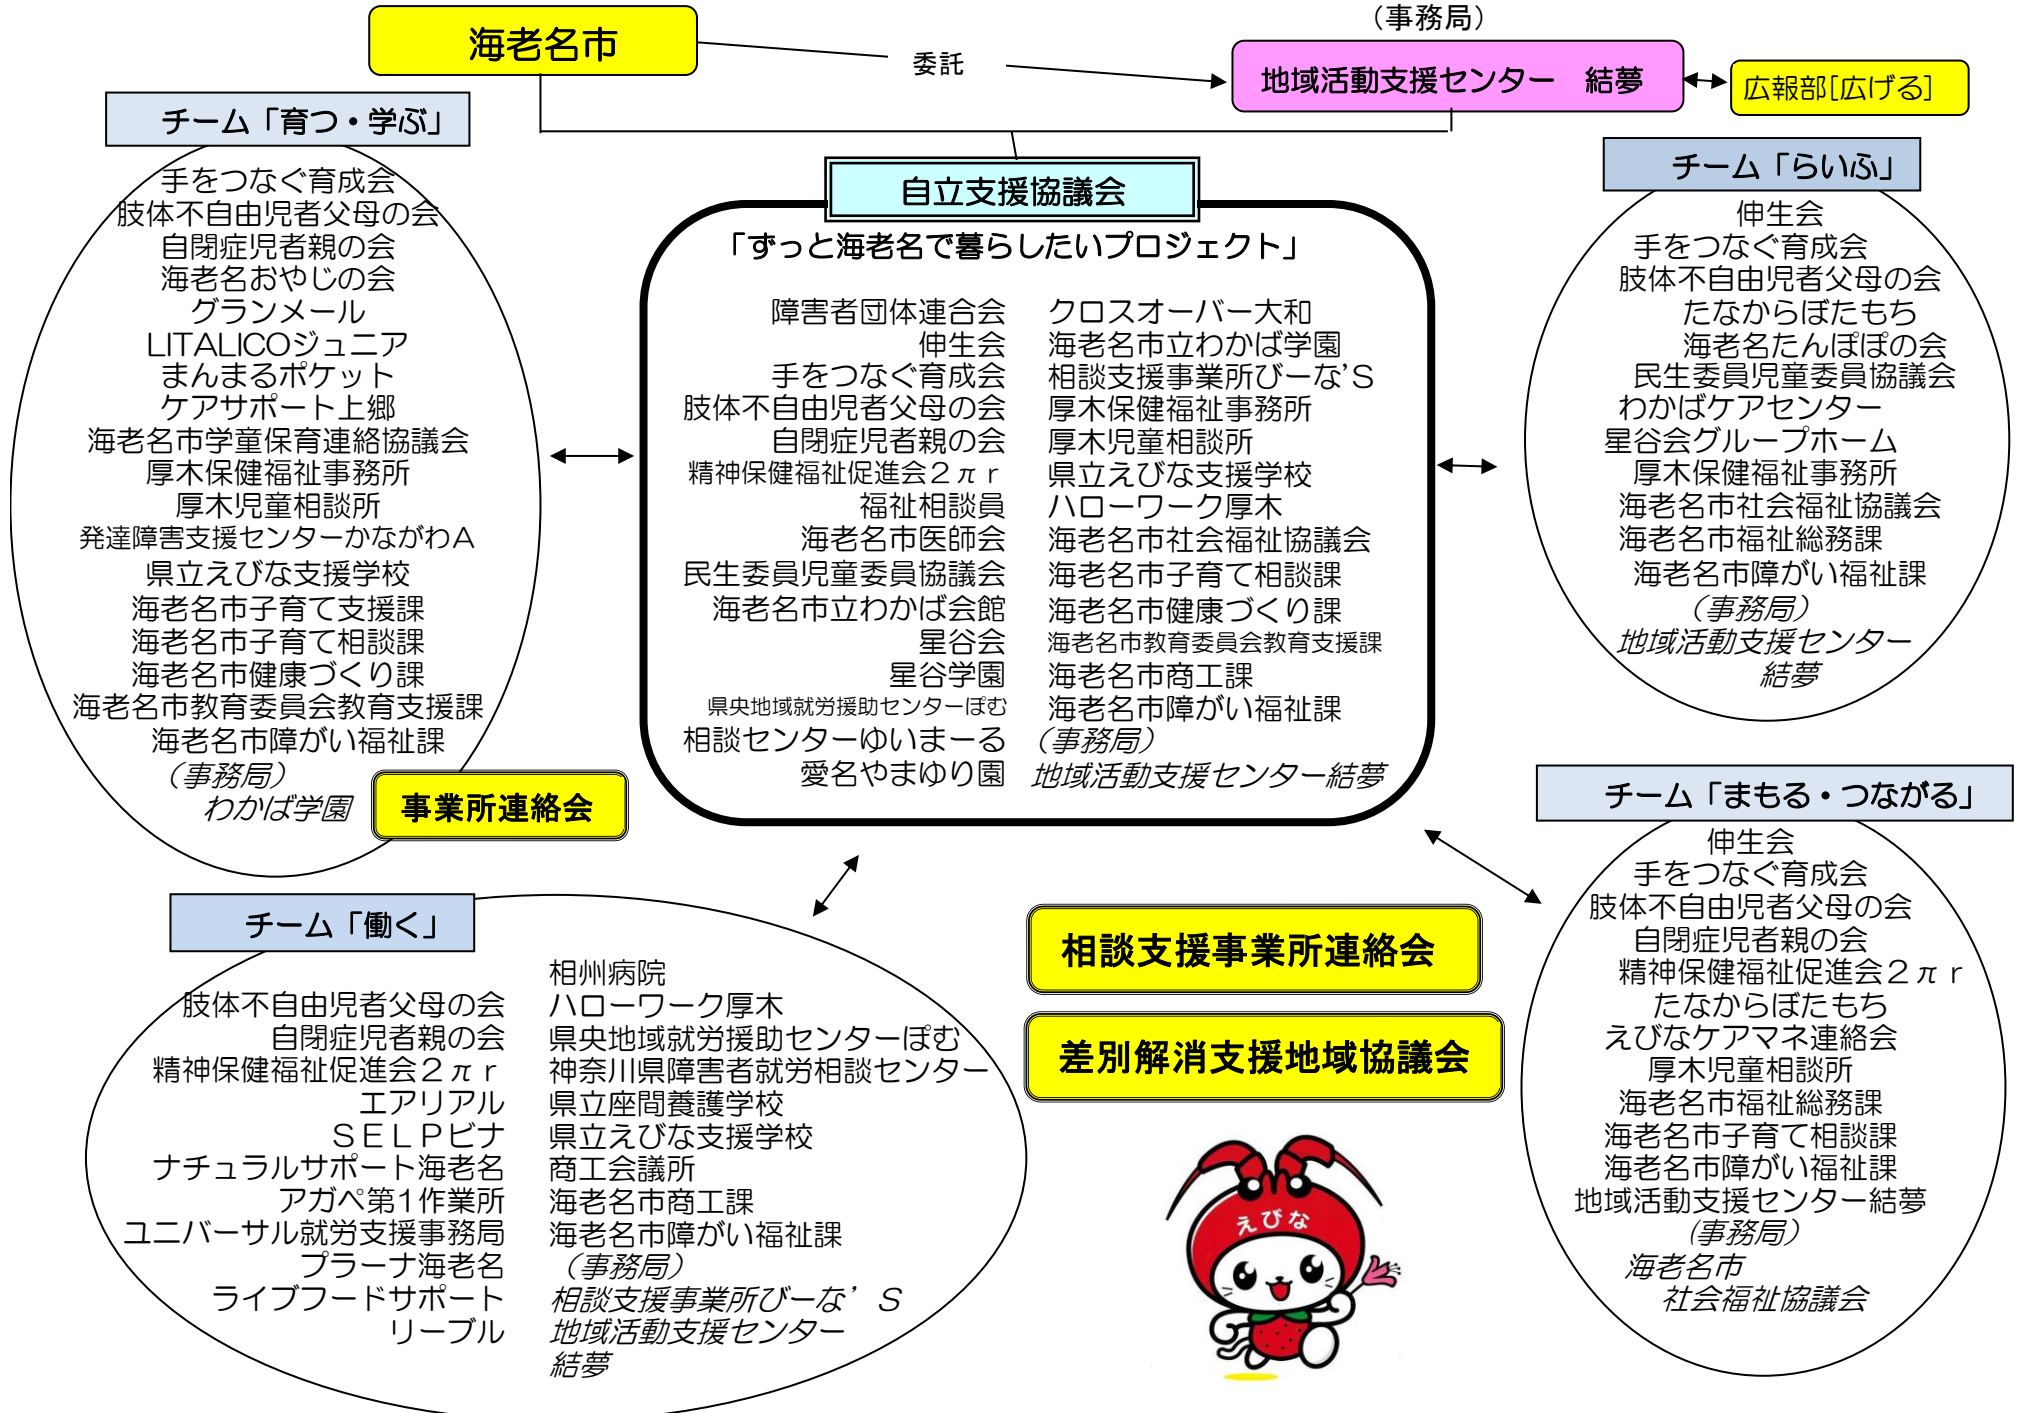 海老名市
委託
（事務局）
地域活動支援センター　結夢
広報部[広げる]
チーム「育つ・学ぶ」
手をつなぐ育成会
肢体不自由児者父母の会
自閉症児者親の会
海老名おやじの会
グランメール
LITALICOジュニア
まんまるポケット
ケアサポート上郷
海老名市学童保育連絡協議会
厚木保健福祉事務所
厚木児童相談所
発達障害支援センターかながわA
県立えびな支援学校
海老名市子育て支援課
海老名市子育て相談課
海老名市健康づくり課
海老名市教育委員会教育支援課
海老名市障がい福祉課
（事務局）
わかば学園
事業所連絡会
自立支援協議会
「ずっと海老名で暮らしたいプロジェクト」
障害者団体連合会
伸生会
手をつなぐ育成会
肢体不自由児者父母の会
自閉症児者親の会
精神保健福祉促進会２πｒ
福祉相談員
海老名市医師会
民生委員児童委員協議会
海老名市立わかば会館
星谷会
星谷学園
県央地域就労援助センターぽむ
相談センターゆいまーる
愛名やまゆり園
クロスオーバー大和
海老名市立わかば学園
相談支援事業所びーな’S
厚木保健福祉事務所
厚木児童相談所
県立えびな支援学校
ハローワーク厚木
海老名市社会福祉協議会
海老名市子育て相談課
海老名市健康づくり課
海老名市教育委員会教育支援課
海老名市商工課
海老名市障がい福祉課
（事務局）
地域活動支援センター結夢
チーム「らいふ」
伸生会
手をつなぐ育成会
肢体不自由児者父母の会
たなからぼたもち
海老名たんぽぽの会
民生委員児童委員協議会
わかばケアセンター
星谷会グループホーム
厚木保健福祉事務所
海老名市社会福祉協議会
海老名市福祉総務課
海老名市障がい福祉課
（事務局）
地域活動支援センター
結夢
チーム「働く」
肢体不自由児者父母の会
自閉症児者親の会
精神保健福祉促進会２πｒ
エアリアル
ＳＥＬＰビナ
ナチュラルサポート海老名
アガペ第1作業所
ユニバーサル就労支援事務局
プラーナ海老名
ライブフードサポート
リーブル
相州病院
ハローワーク厚木
県央地域就労援助センターぽむ
神奈川県障害者就労相談センター
県立座間養護学校
県立えびな支援学校
商工会議所
海老名市商工課
海老名市障がい福祉課
（事務局）
相談支援事業所びーな’Ｓ
地域活動支援センター
結夢
相談支援事業所連絡会
差別解消支援地域協議会
えびな
チーム「まもる・つながる」
伸生会
手をつなぐ育成会
肢体不自由児者父母の会
自閉症児者親の会
精神保健福祉促進会２πｒ
たなからぼたもち
えびなケアマネ連絡会
厚木児童相談所
海老名市福祉総務課
海老名市子育て相談課
海老名市障がい福祉課
地域活動支援センター結夢
（事務局）
海老名市
社会福祉協議会